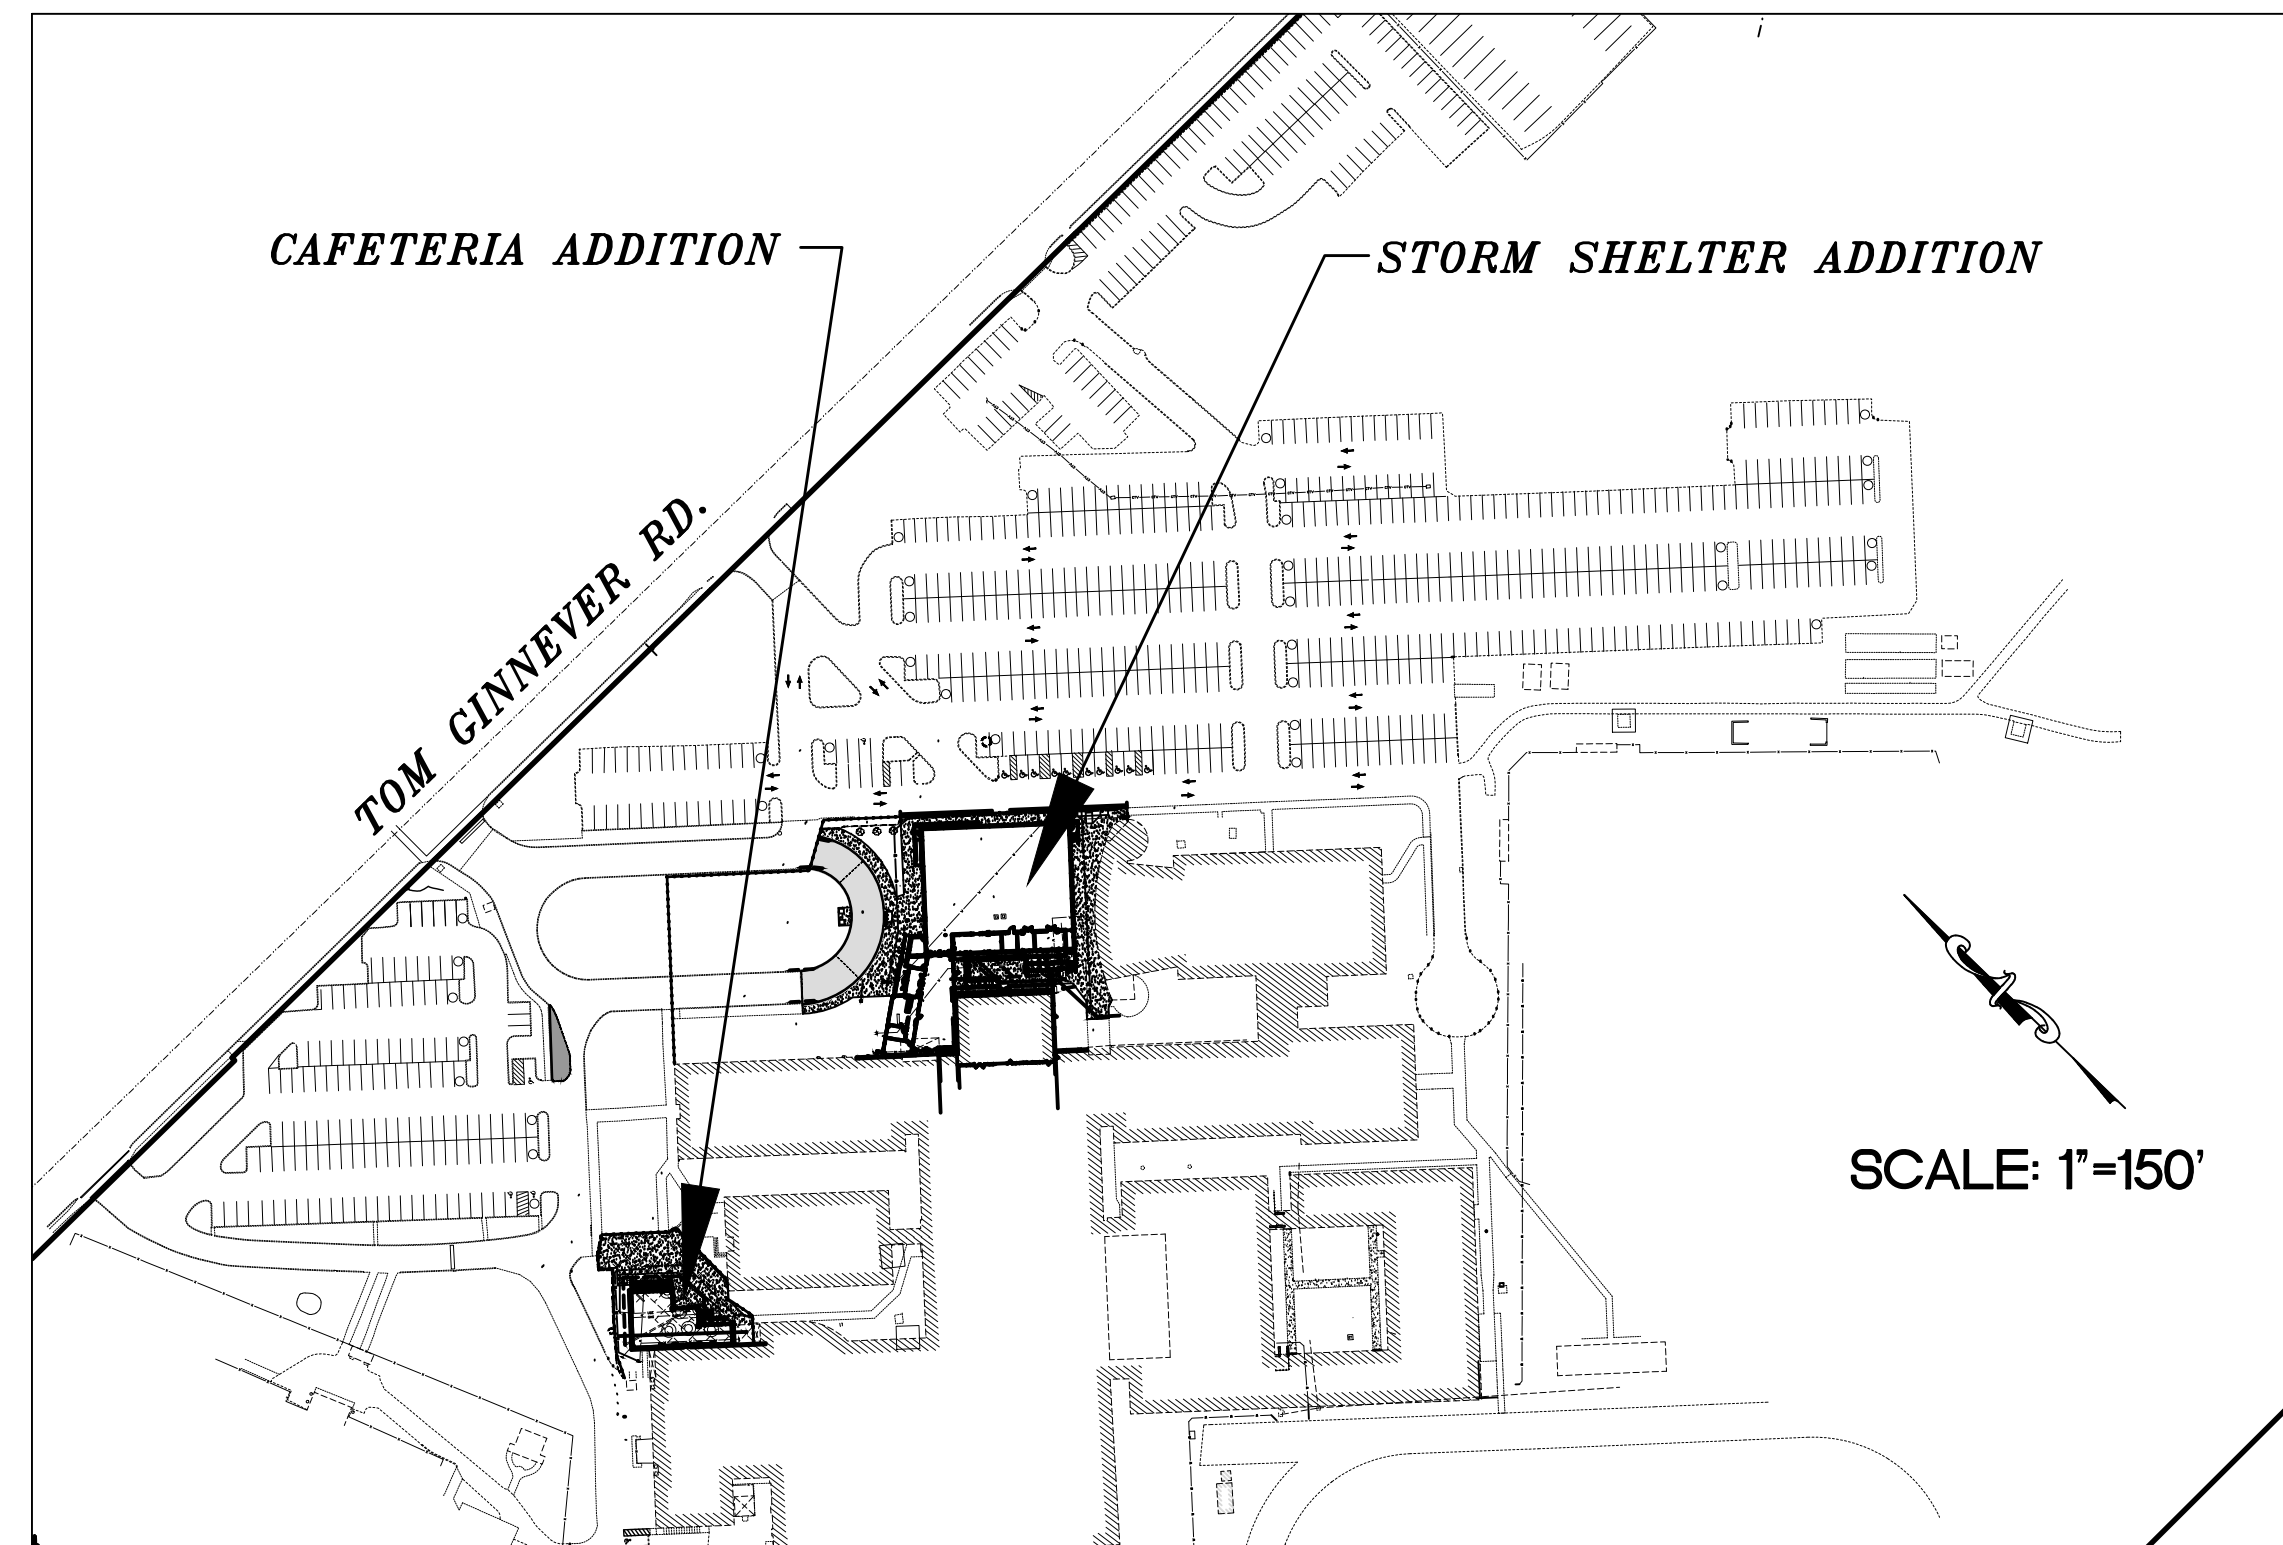 CAFETERIA ADDITION
STORM SHELTER ADDITION
TOM GINNEVER RD.
SCALE: 1"=150'